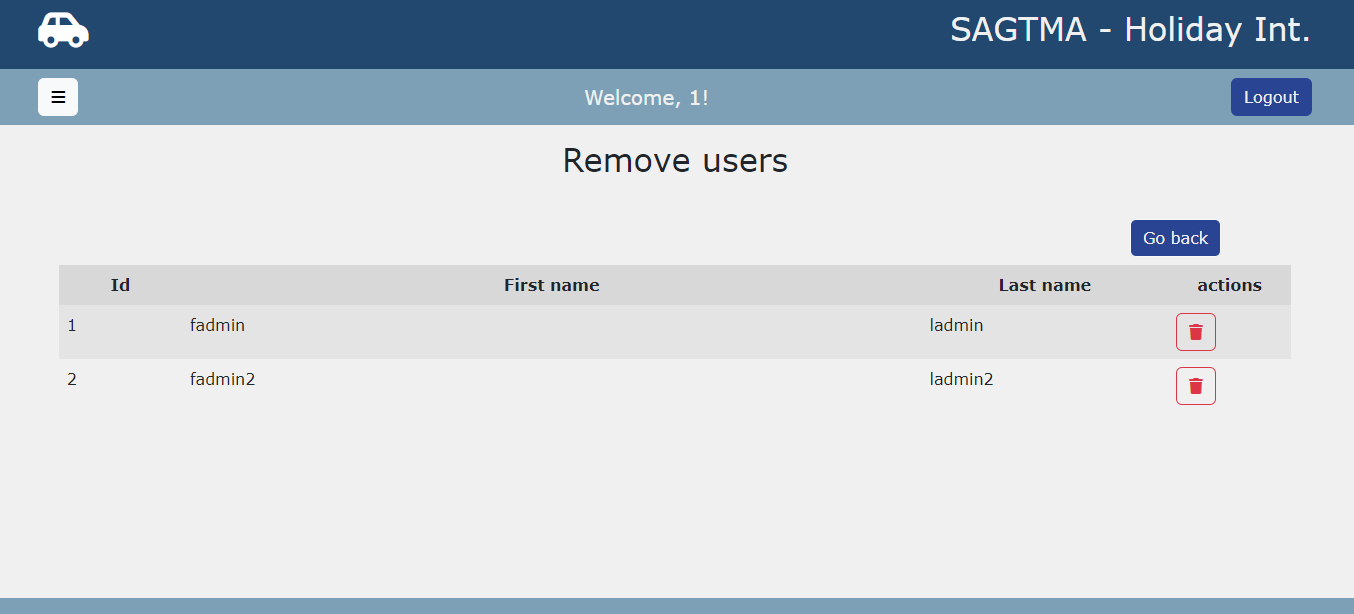 SAGTMA - Holiday Int.
Welcome, 1!
Logout
Remove users
Go back
Id First name Last name actions
1 fadmin ladmin
2 fadmin2 ladmin2